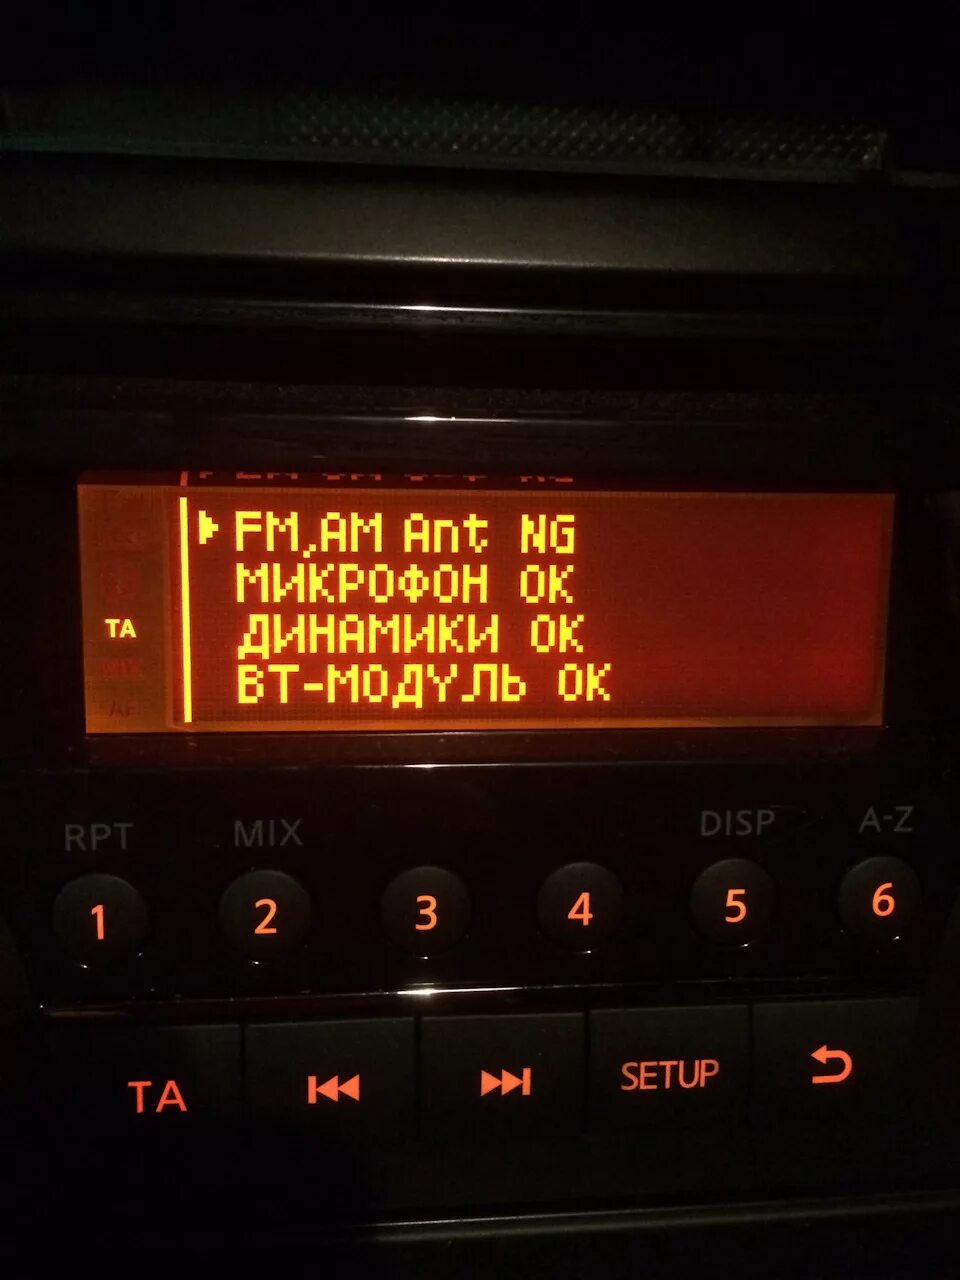 FM,AM Ant NG
МИКРОФОН OK
TA
ДИНАМИКИ OK
BT-МОДУЛЬ OK
RPT MIX DISP A-Z
1 2 3 4 5 6
TA SETUP